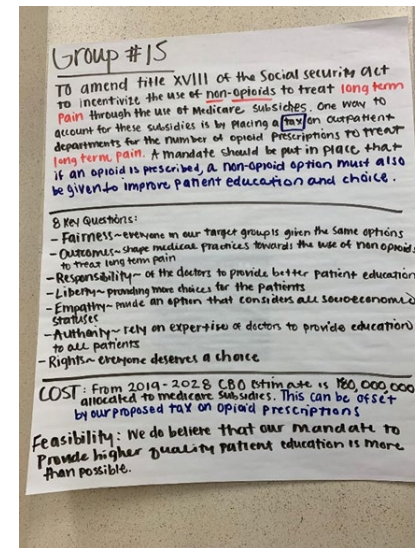 Group #15
To amend title XVIII of the Social security act
to incentivize the use of non-opioids to treat long term
pain through the use of Medicare subsidies. One way to
account for these subsidies is by placing a tax on outpatient
departments for the number of opioid prescriptions to treat
long term pain. A mandate should be put in place that
if an opioid is prescribed, a non-opioid option must also
be given to improve patient education and choice.
8 Key Questions:
- Fairness~everyone in our target group is given the same options
- Outcomes~shape medical practices towards the use of non opioids
to treat long term pain
- Responsibility~ of the doctors to provide better patient education
- Liberty~ providing more choices for the patients
- Empathy~made an option that considers all socioeconomic
statuses
- Authority~ rely on expertise of doctors to provide education
to all patients
- Rights~ everyone deserves a choice
COST: From 2019-2028 CBO Estimate is 180,000,000
allocated to medicare subsidies. This can be offset
by our proposed tax on opioid prescriptions
Feasibility: We do believe that our mandate to
provide higher quality patient education is more
than possible.